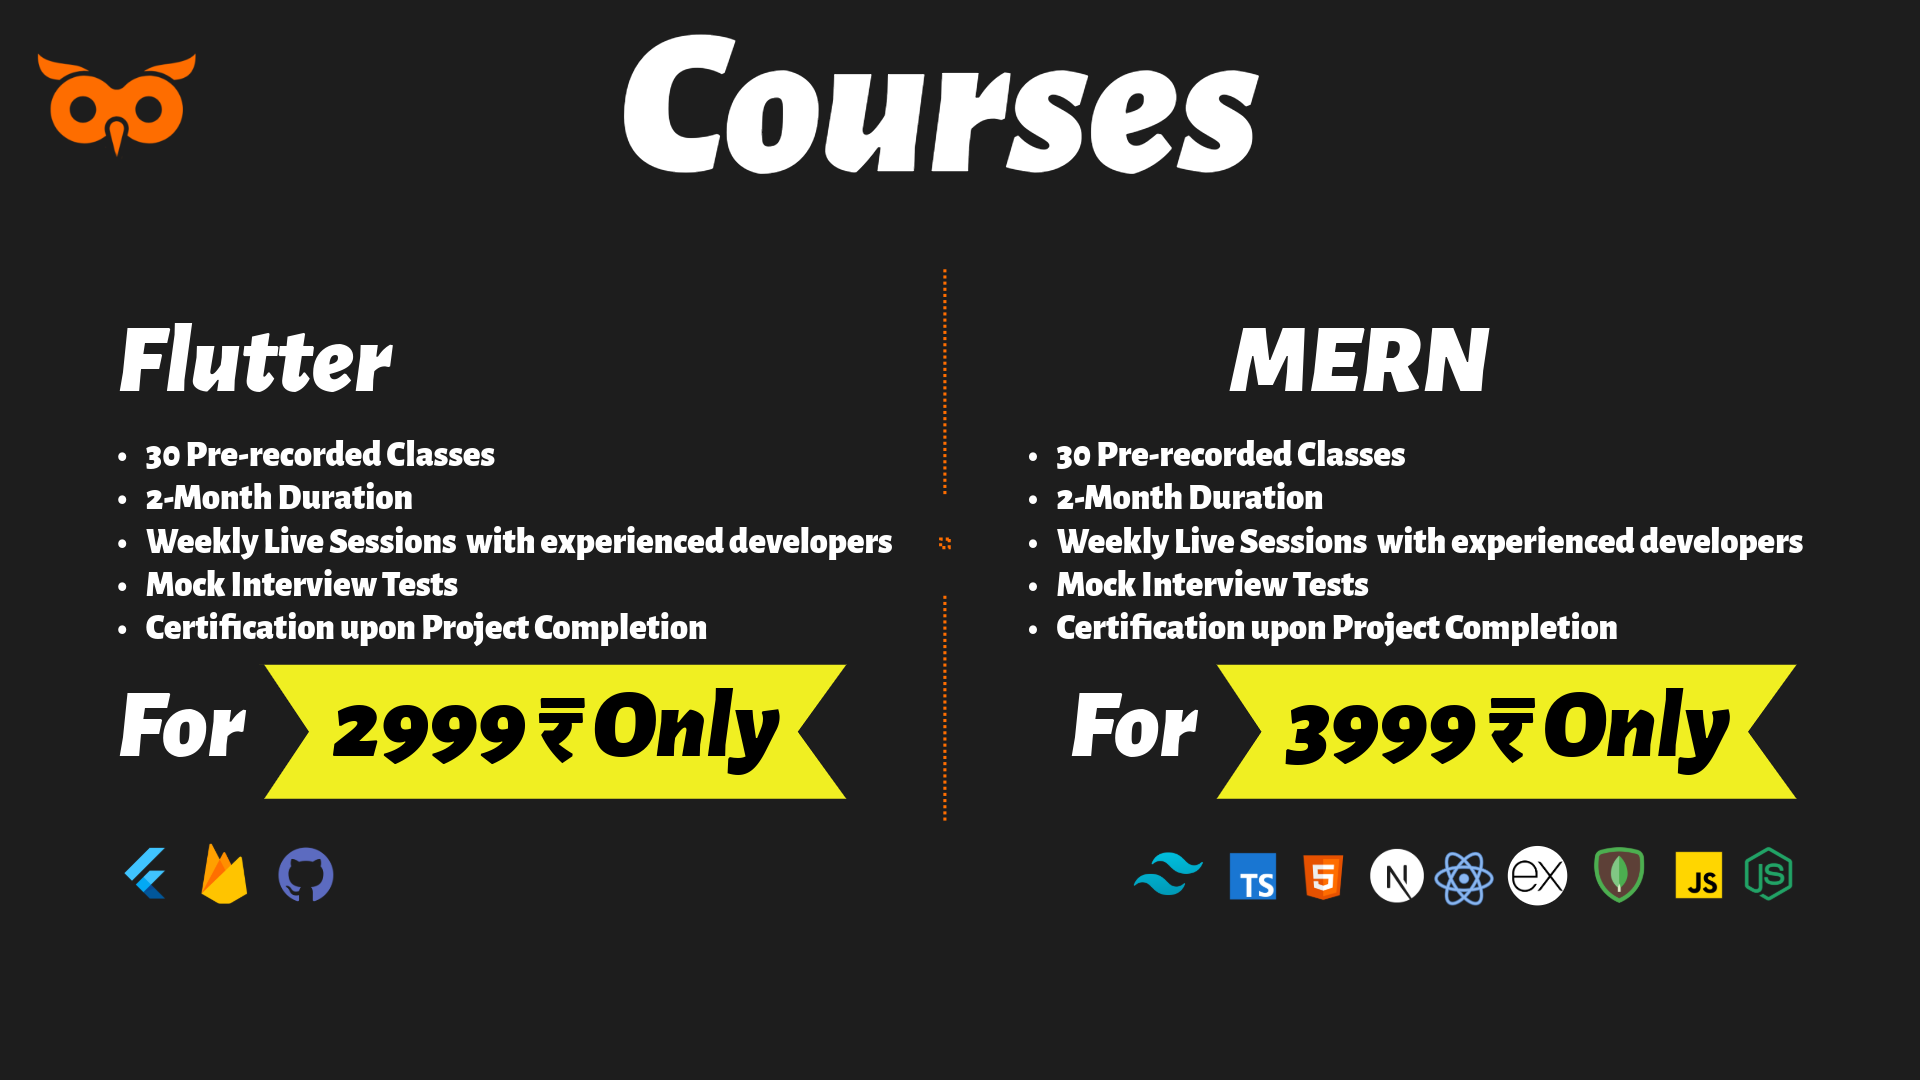 Courses
Flutter
• 30 Pre-recorded Classes
• 2-Month Duration
• Weekly Live Sessions with experienced developers
• Mock Interview Tests
• Certification upon Project Completion
For 2999 ₹ Only
MERN
• 30 Pre-recorded Classes
• 2-Month Duration
• Weekly Live Sessions with experienced developers
• Mock Interview Tests
• Certification upon Project Completion
For 3999 ₹ Only
TS 5 N ex JS JS